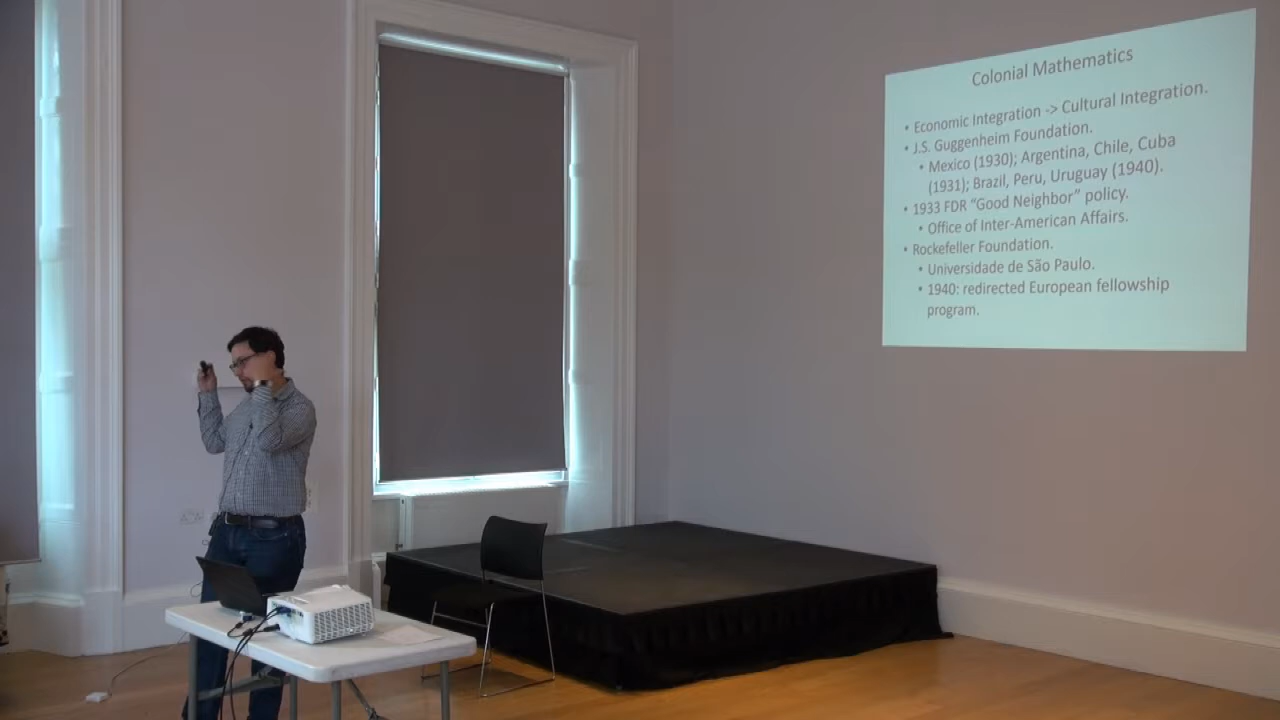 Colonial Mathematics
• Economic Integration -> Cultural Integration.
• J.S. Guggenheim Foundation.
• Mexico (1930); Argentina, Chile, Cuba
(1931); Brazil, Peru, Uruguay (1940).
• 1933 FDR “Good Neighbor” policy.
• Office of Inter-American Affairs.
• Rockefeller Foundation.
• Universidade de São Paulo.
• 1940: redirected European fellowship
program.